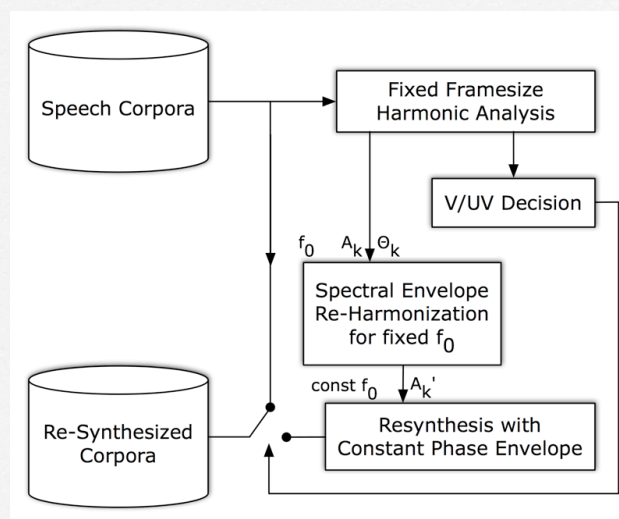 Speech Corpora
Fixed Framesize
Harmonic Analysis
V/UV Decision
f0 Ak Θk
Spectral Envelope
Re-Harmonization
for fixed f0
const f0 Ak'
Re-Synthesized
Corpora
Resynthesis with
Constant Phase Envelope